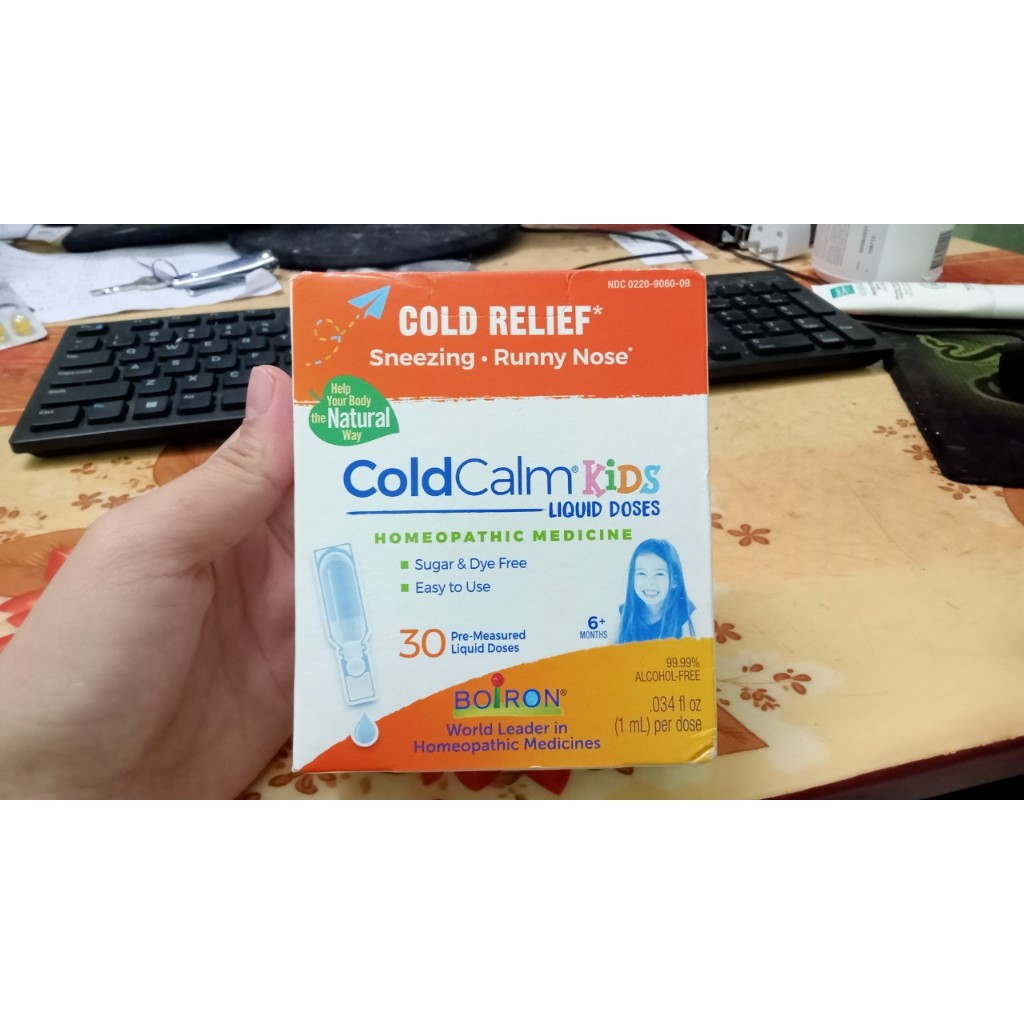 NDC 0220-9060-09
COLD RELIEF*
Sneezing • Runny Nose*
Help
Your Body
the Natural
Way
ColdCalm® KiDS
LIQUID DOSES
HOMEOPATHIC MEDICINE
Sugar & Dye Free
Easy to Use
30 Pre-Measured
Liquid Doses
6+
MONTHS
99.99%
ALCOHOL-FREE
.034 fl oz
(1 mL) per dose
BOIRON®
World Leader in
Homeopathic Medicines